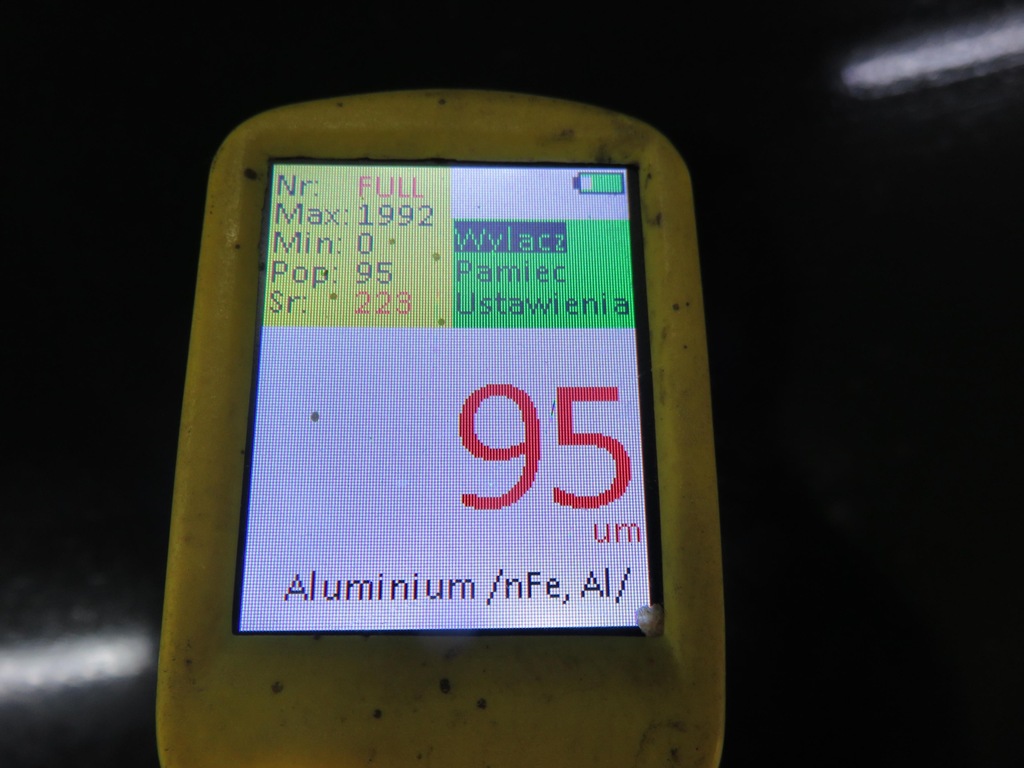 Nr: FULL
Max: 1992
Min: 0
Pop: 95
Sr: 223
Wylacz
Pamiec
Ustawienia
95
um
Aluminium /nFe, Al/